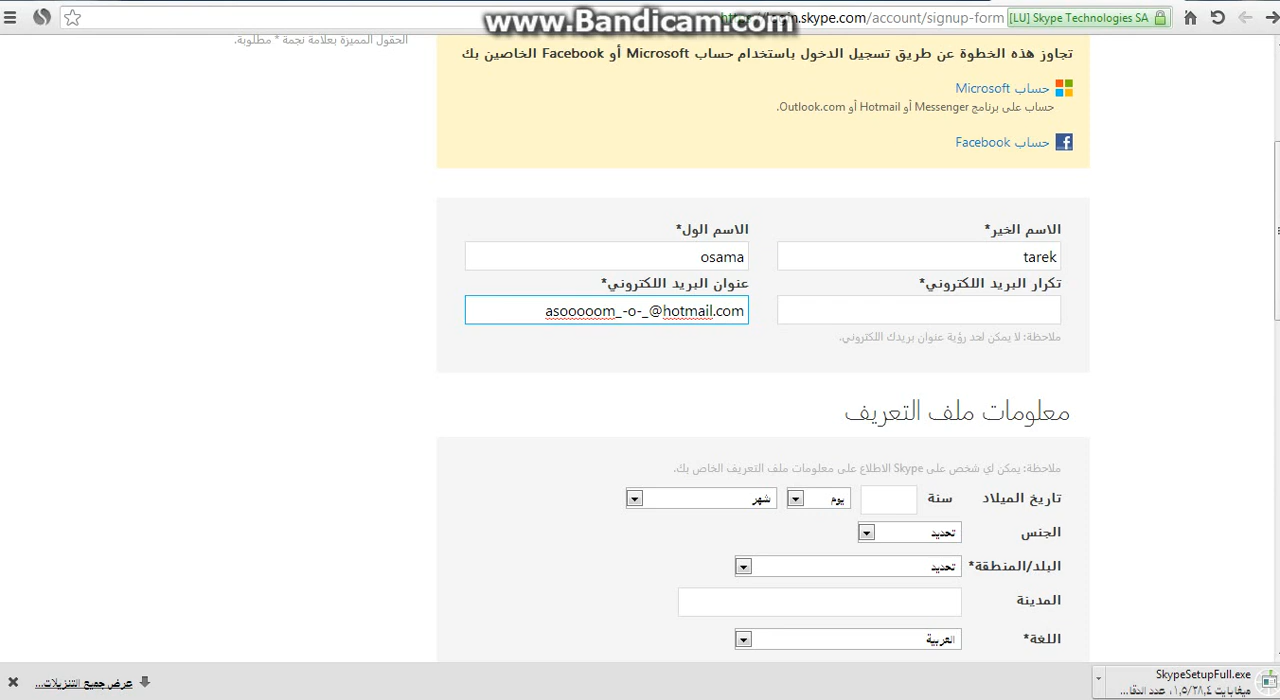 www.Bandicam.com
in.skype.com/account/signup-form
[LU] Skype Technologies SA
الحقول المميزة بعلامة نجمة * مطلوبة.
تجاوز هذه الخطوة عن طريق تسجيل الدخول باستخدام حساب Microsoft أو Facebook الخاصين بك
حساب Microsoft
حساب على برنامج Messenger أو Hotmail أو Outlook.com.
حساب Facebook
الاسم الخير*
الاسم الول*
tarek
osama
تكرار البريد اللكتروني*
عنوان البريد اللكتروني*
asooooom_-o-_@hotmail.com
ملاحظة: لا يمكن لحد رؤية عنوان بريدك اللكتروني.
معلومات ملف التعريف
ملاحظة: يمكن لي شخص على Skype الاطلاع على معلومات ملف التعريف الخاص بك.
تاريخ الميلاد
سنة
يوم
شهر
الجنس
تحديد
البلد/المنطقة*
تحديد
المدينة
اللغة*
العربية
SkypeSetupFull.exe
عرض جميع التنزيلات...